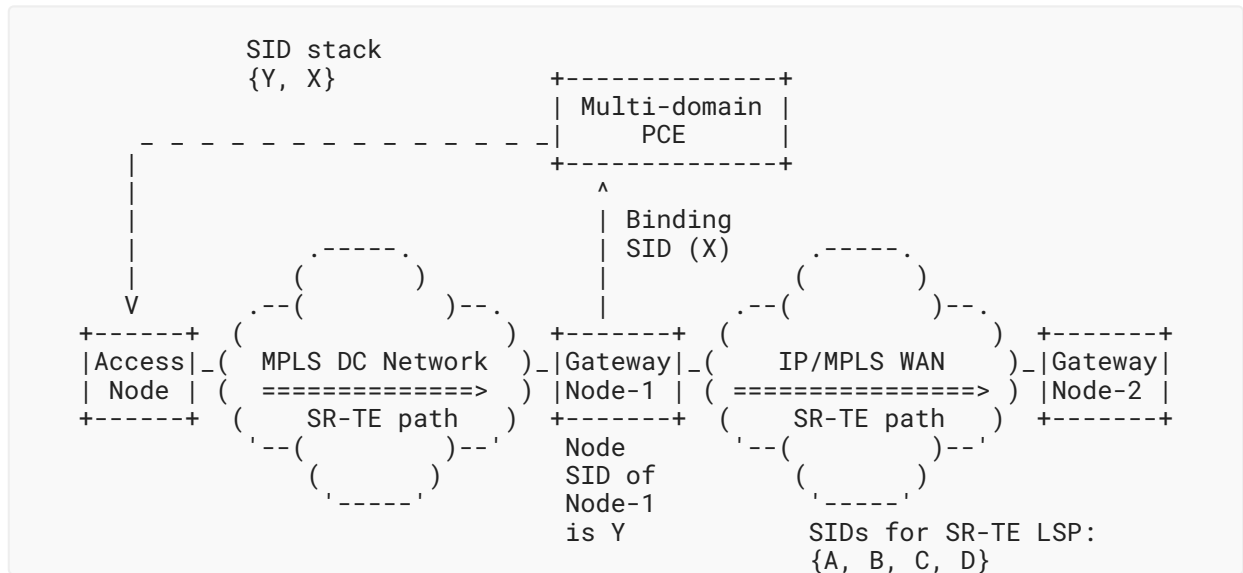 SID stack
{Y, X}
+--------------+
| Multi-domain |
_ _ _ _ _ _ _ _ _ _ _ _ _ _| PCE |
| +--------------+
| ^
| | Binding
| .-----. | SID (X) .-----.
| ( ) | ( )
V .--( )--. | .--( )--.
+------+ ( ) +-------+ ( ) +-------+
|Access|_( MPLS DC Network )_|Gateway|_( IP/MPLS WAN )_|Gateway|
| Node | ( ==============> ) |Node-1 | ( ================> ) |Node-2 |
+------+ ( SR-TE path ) +-------+ ( SR-TE path ) +-------+
'--( )--' Node '--( )--'
( ) SID of ( )
'-----' Node-1 '-----'
is Y SIDs for SR-TE LSP:
{A, B, C, D}